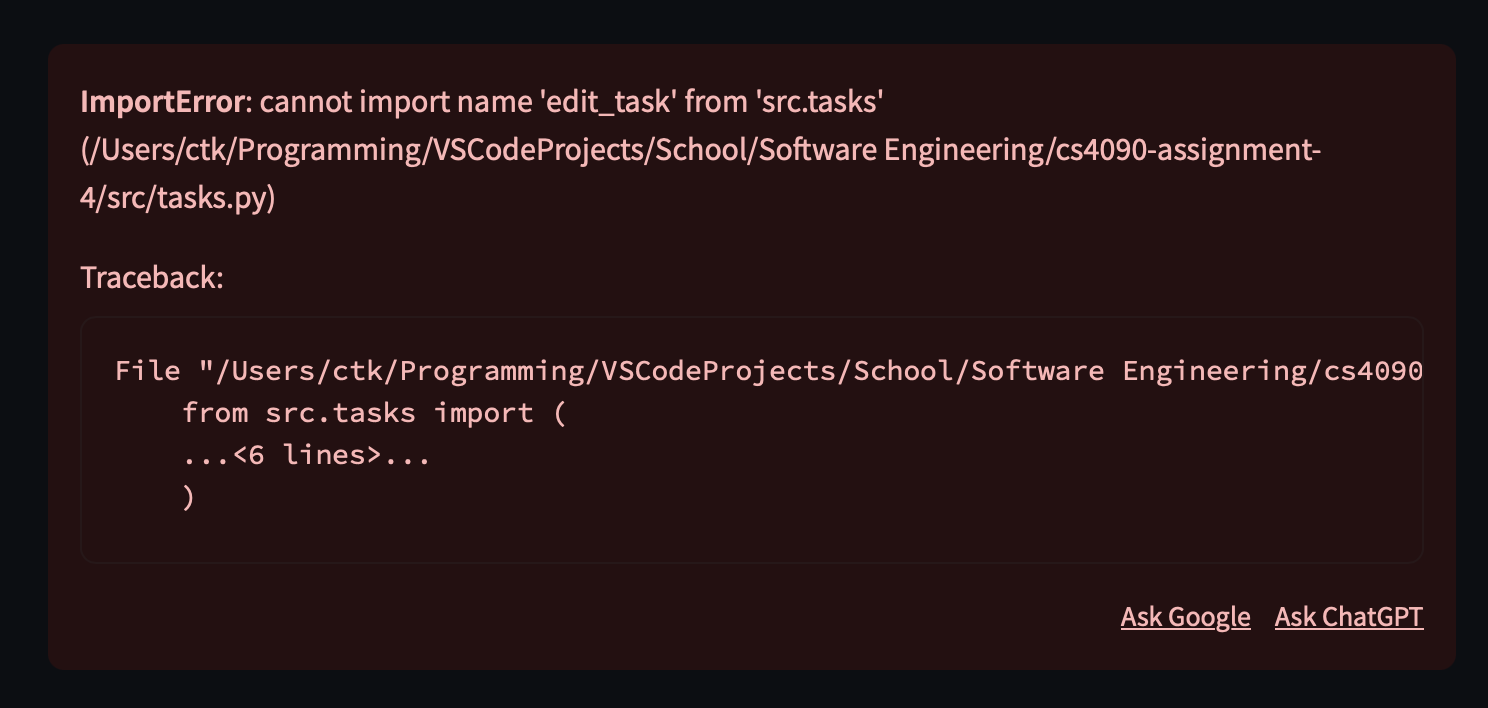 ImportError: cannot import name 'edit_task' from 'src.tasks'
(/Users/ctk/Programming/VSCodeProjects/School/Software Engineering/cs4090-assignment-
4/src/tasks.py)
Traceback:
File "/Users/ctk/Programming/VSCodeProjects/School/Software Engineering/cs4090
from src.tasks import (
...<6 lines>...
)
Ask Google Ask ChatGPT